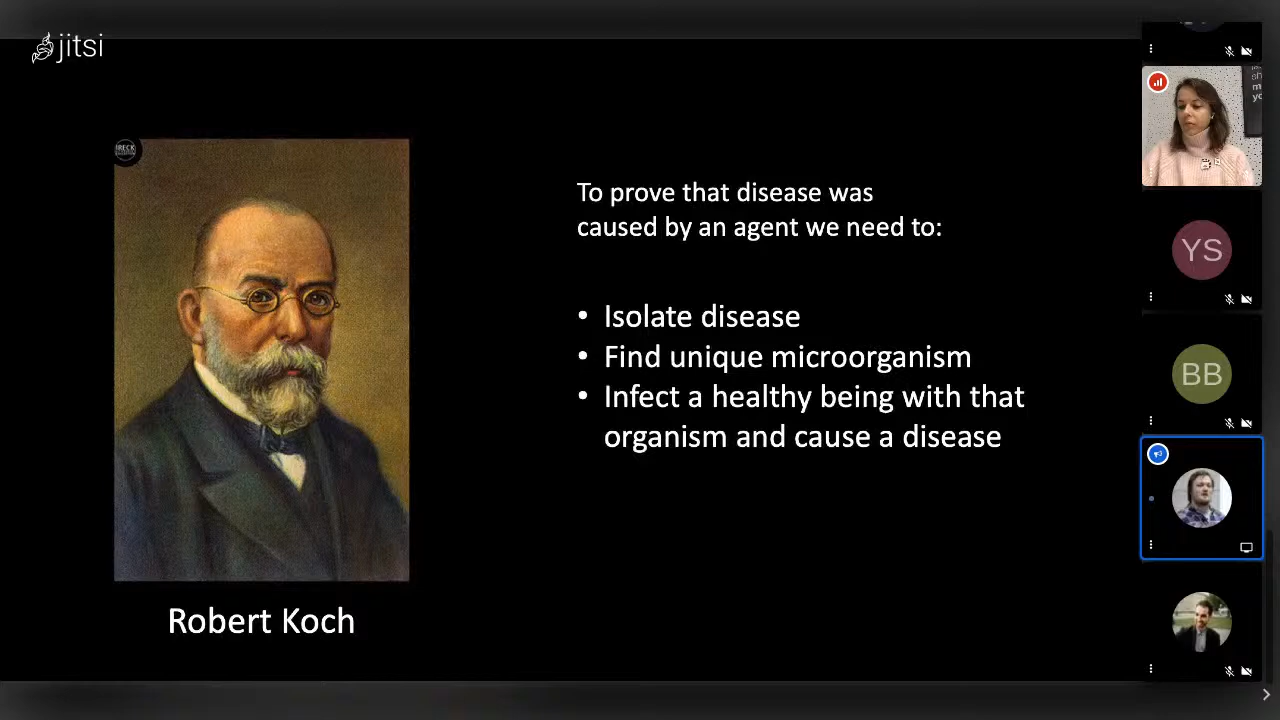 jitsi
To prove that disease was
caused by an agent we need to:
• Isolate disease
• Find unique microorganism
• Infect a healthy being with that
organism and cause a disease
Robert Koch
YS
BB